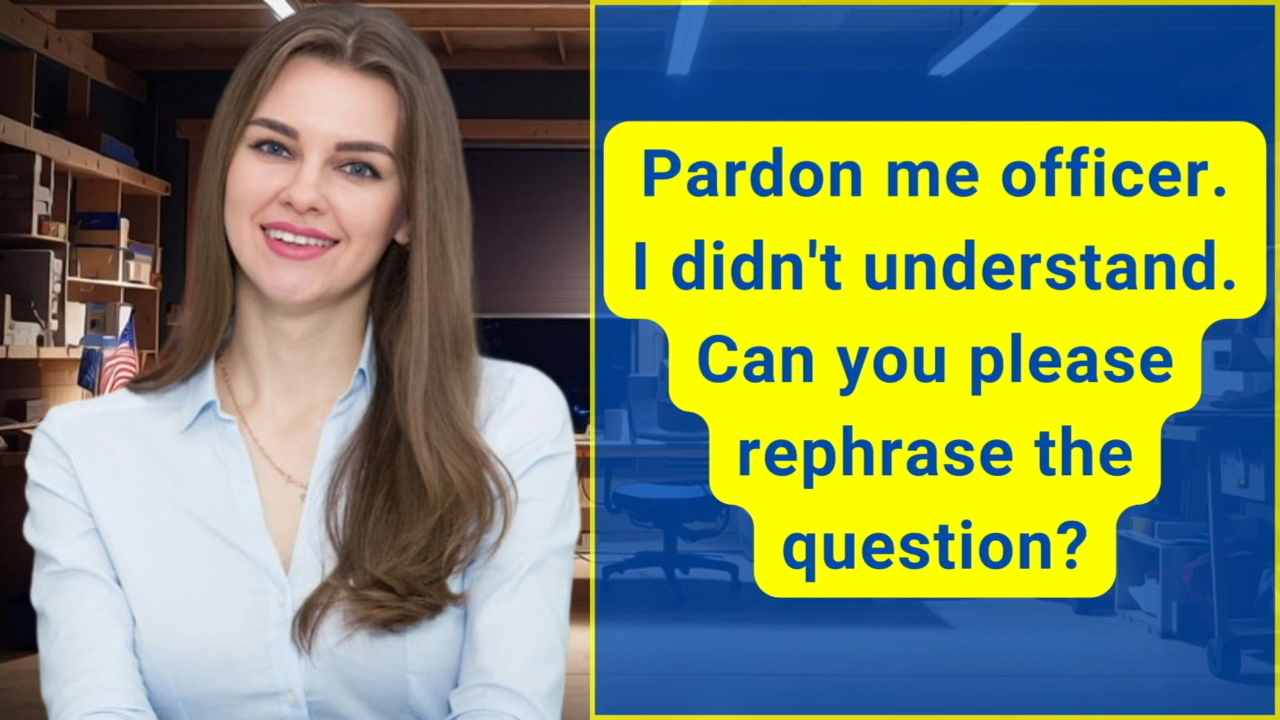 Pardon me officer.
I didn't understand.
Can you please
rephrase the
question?